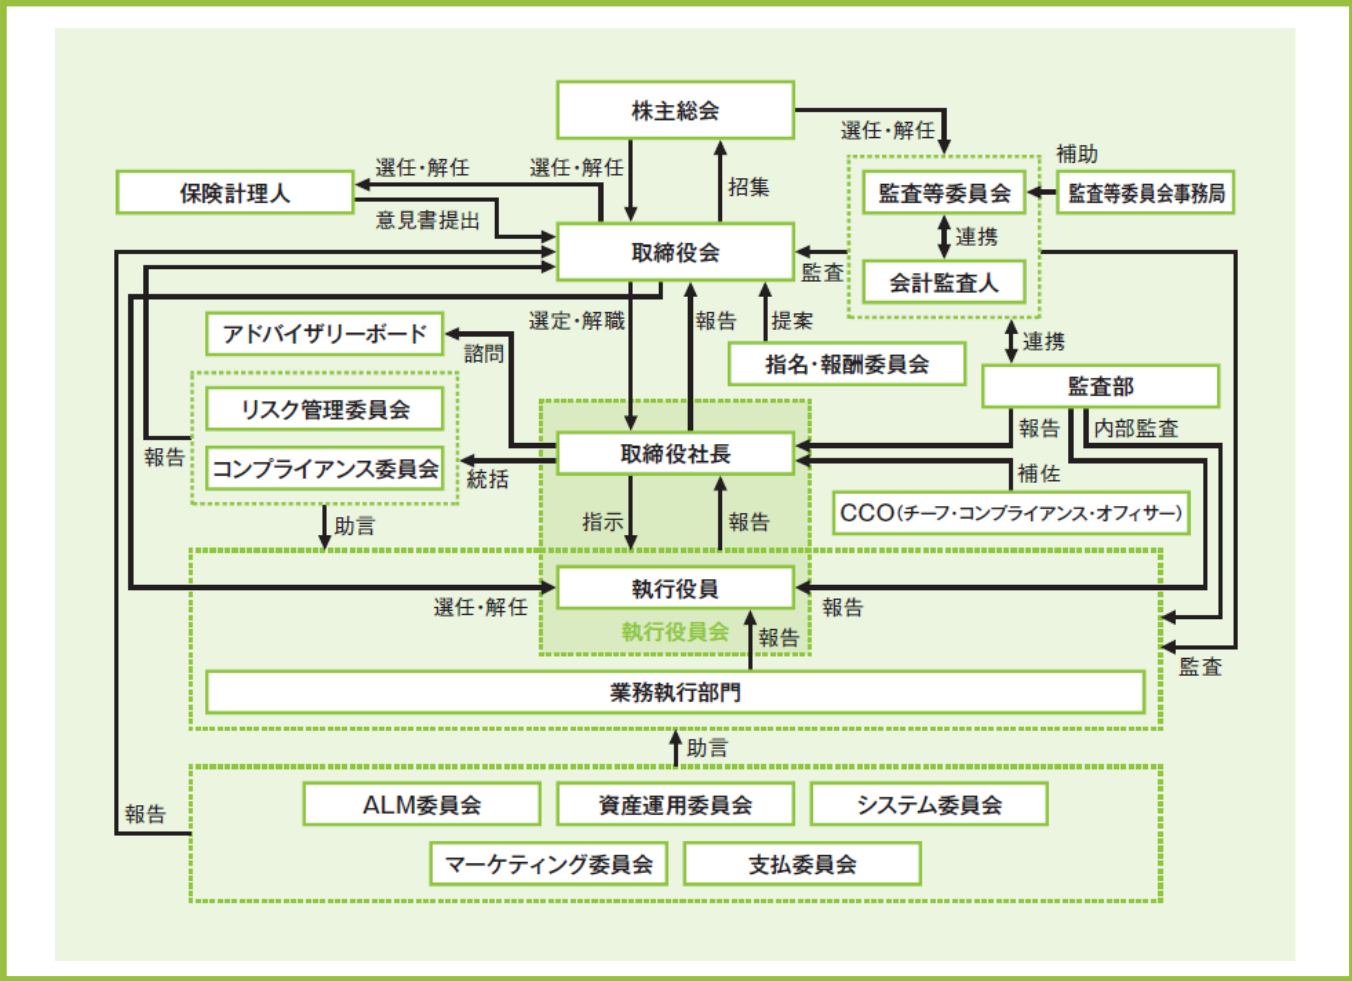 株主総会
選任・解任
補助
選任・解任
選任・解任
招集
保険計理人
監査等委員会
監査等委員会事務局
意見書提出
連携
取締役会
監査
会計監査人
選定・解職
報告
提案
アドバイザリーボード
諮問
連携
指名・報酬委員会
監査部
リスク管理委員会
報告
内部監査
報告
取締役社長
コンプライアンス委員会
統括
補佐
CCO（チーフ・コンプライアンス・オフィサー）
助言
指示
報告
執行役員
選任・解任
報告
執行役員会
報告
監査
業務執行部門
助言
ALM委員会
資産運用委員会
システム委員会
報告
マーケティング委員会
支払委員会